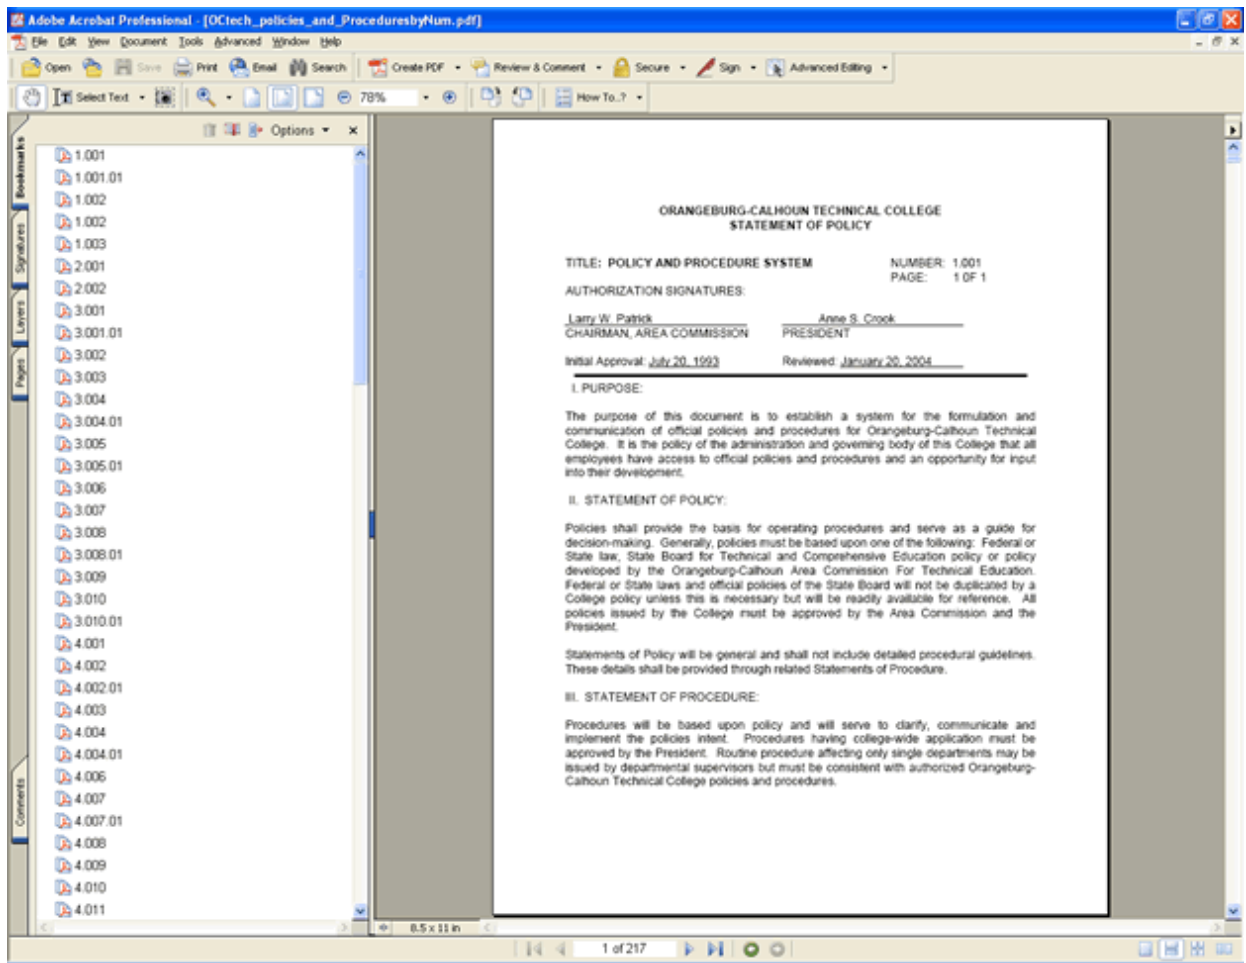 Adobe Acrobat Professional - [OCtech_policies_and_ProceduresbyNum.pdf]
File Edit View Document Tools Advanced Window Help
Open Save Print Email Search Create PDF Review & Comment Secure Sign Advanced Editing
Select Text 78% How To..?
Options
Bookmarks
Signatures
Layers
Pages
Comments
1.001
1.001.01
1.002
1.002
1.003
2.001
2.002
3.001
3.001.01
3.002
3.003
3.004
3.004.01
3.005
3.005.01
3.006
3.007
3.008
3.008.01
3.009
3.010
3.010.01
4.001
4.002
4.002.01
4.003
4.004
4.004.01
4.006
4.007
4.007.01
4.008
4.009
4.010
4.011
ORANGEBURG-CALHOUN TECHNICAL COLLEGE
STATEMENT OF POLICY
TITLE: POLICY AND PROCEDURE SYSTEM NUMBER: 1.001
PAGE: 1 OF 1
AUTHORIZATION SIGNATURES:
Larry W. Patrick Anne S. Crook
CHAIRMAN, AREA COMMISSION PRESIDENT
Initial Approval: July 20, 1993 Reviewed: January 20, 2004
I. PURPOSE:
The purpose of this document is to establish a system for the formulation and
communication of official policies and procedures for Orangeburg-Calhoun Technical
College. It is the policy of the administration and governing body of this College that all
employees have access to official policies and procedures and an opportunity for input
into their development.
II. STATEMENT OF POLICY:
Policies shall provide the basis for operating procedures and serve as a guide for
decision-making. Generally, policies must be based upon one of the following: Federal or
State law, State Board for Technical and Comprehensive Education policy or policy
developed by the Orangeburg-Calhoun Area Commission For Technical Education.
Federal or State laws and official policies of the State Board will not be duplicated by a
College policy unless this is necessary but will be readily available for reference. All
policies issued by the College must be approved by the Area Commission and the
President.
Statements of Policy will be general and shall not include detailed procedural guidelines.
These details shall be provided through related Statements of Procedure.
III. STATEMENT OF PROCEDURE:
Procedures will be based upon policy and will serve to clarify, communicate and
implement the policies intent. Procedures having college-wide application must be
approved by the President. Routine procedure affecting only single departments may be
issued by departmental supervisors but must be consistent with authorized Orangeburg-
Calhoun Technical College policies and procedures.
8.5 x 11 in
1 of 217